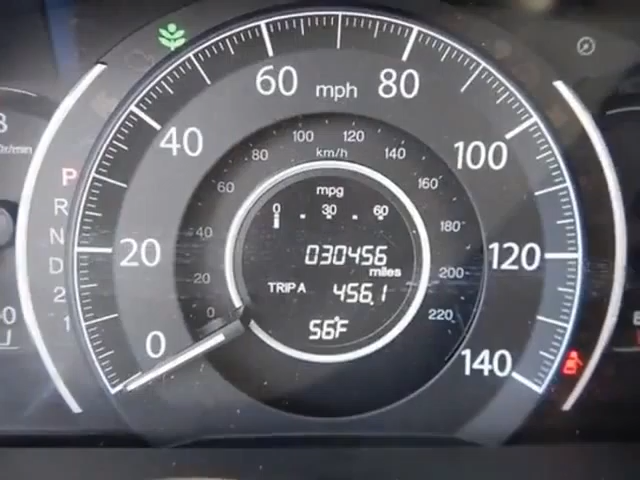 60 mph 80
40 100
20 120
0 140
100 120
80 km/h 140
60 160
40 180
20 200
0 220
mpg
0 30 60
030456
miles
TRIP A 456.1
56°F
P
R
N
D
2
1